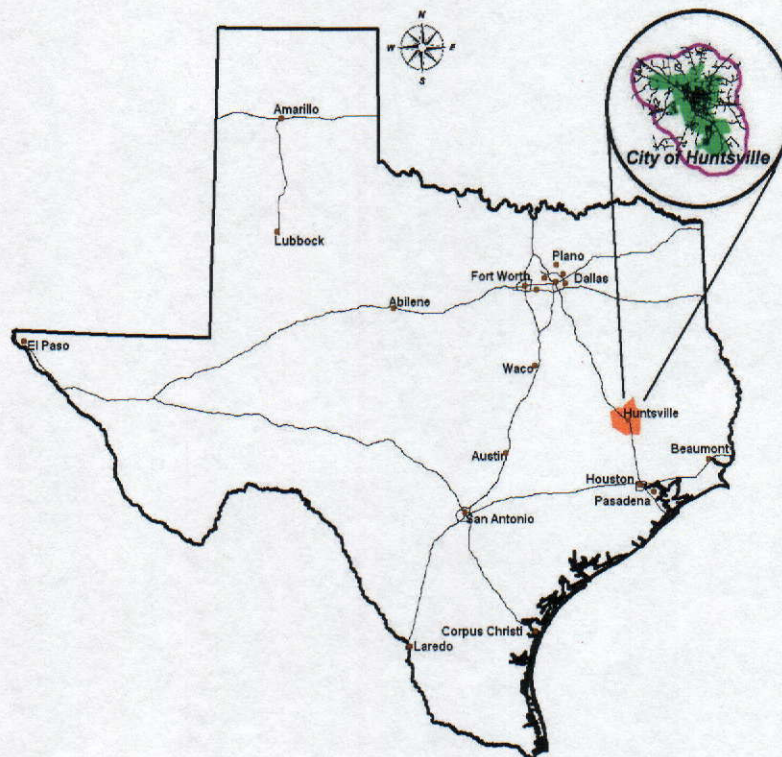 N
W E
S
City of Huntsville
Amarillo
Lubbock
Plano
Fort Worth
Dallas
Abilene
El Paso
Waco
Huntsville
Austin
Beaumont
Houston
Pasadena
San Antonio
Corpus Christi
Laredo